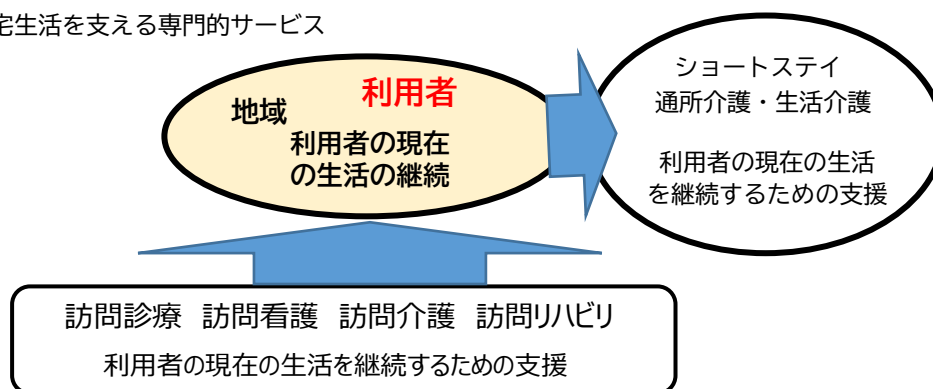 宅生活を支える専門的サービス
地域
利用者
利用者の現在
の生活の継続
ショートステイ
通所介護・生活介護
利用者の現在の生活
を継続するための支援
訪問診療 訪問看護 訪問介護 訪問リハビリ
利用者の現在の生活を継続するための支援